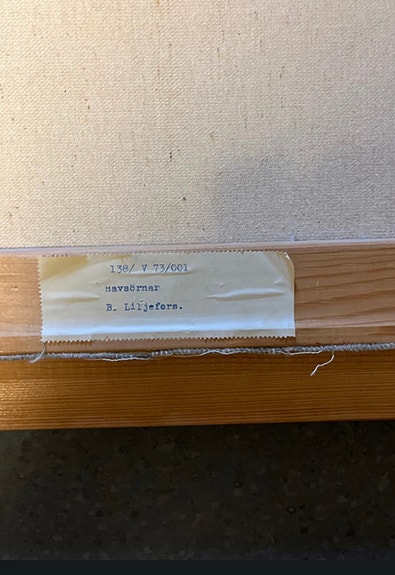 138/ V 73/001
Havsörnar
B. Liljefors.